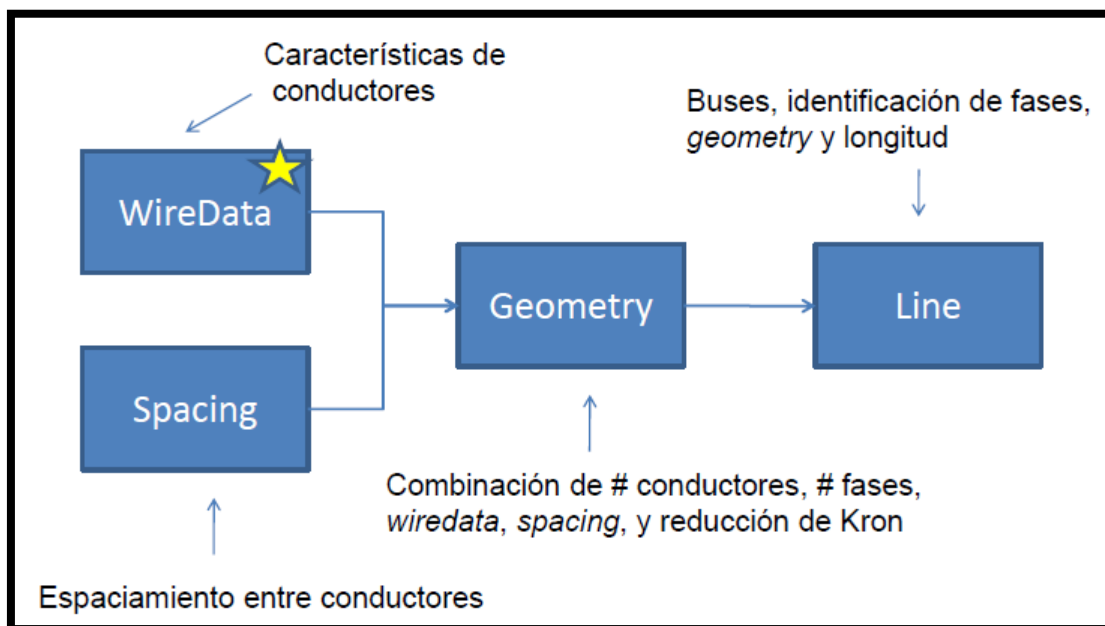 Características de
conductores
Buses, identificación de fases,
geometry y longitud
WireData
Geometry
Line
Spacing
Combinación de # conductores, # fases,
wiredata, spacing, y reducción de Kron
Espaciamiento entre conductores